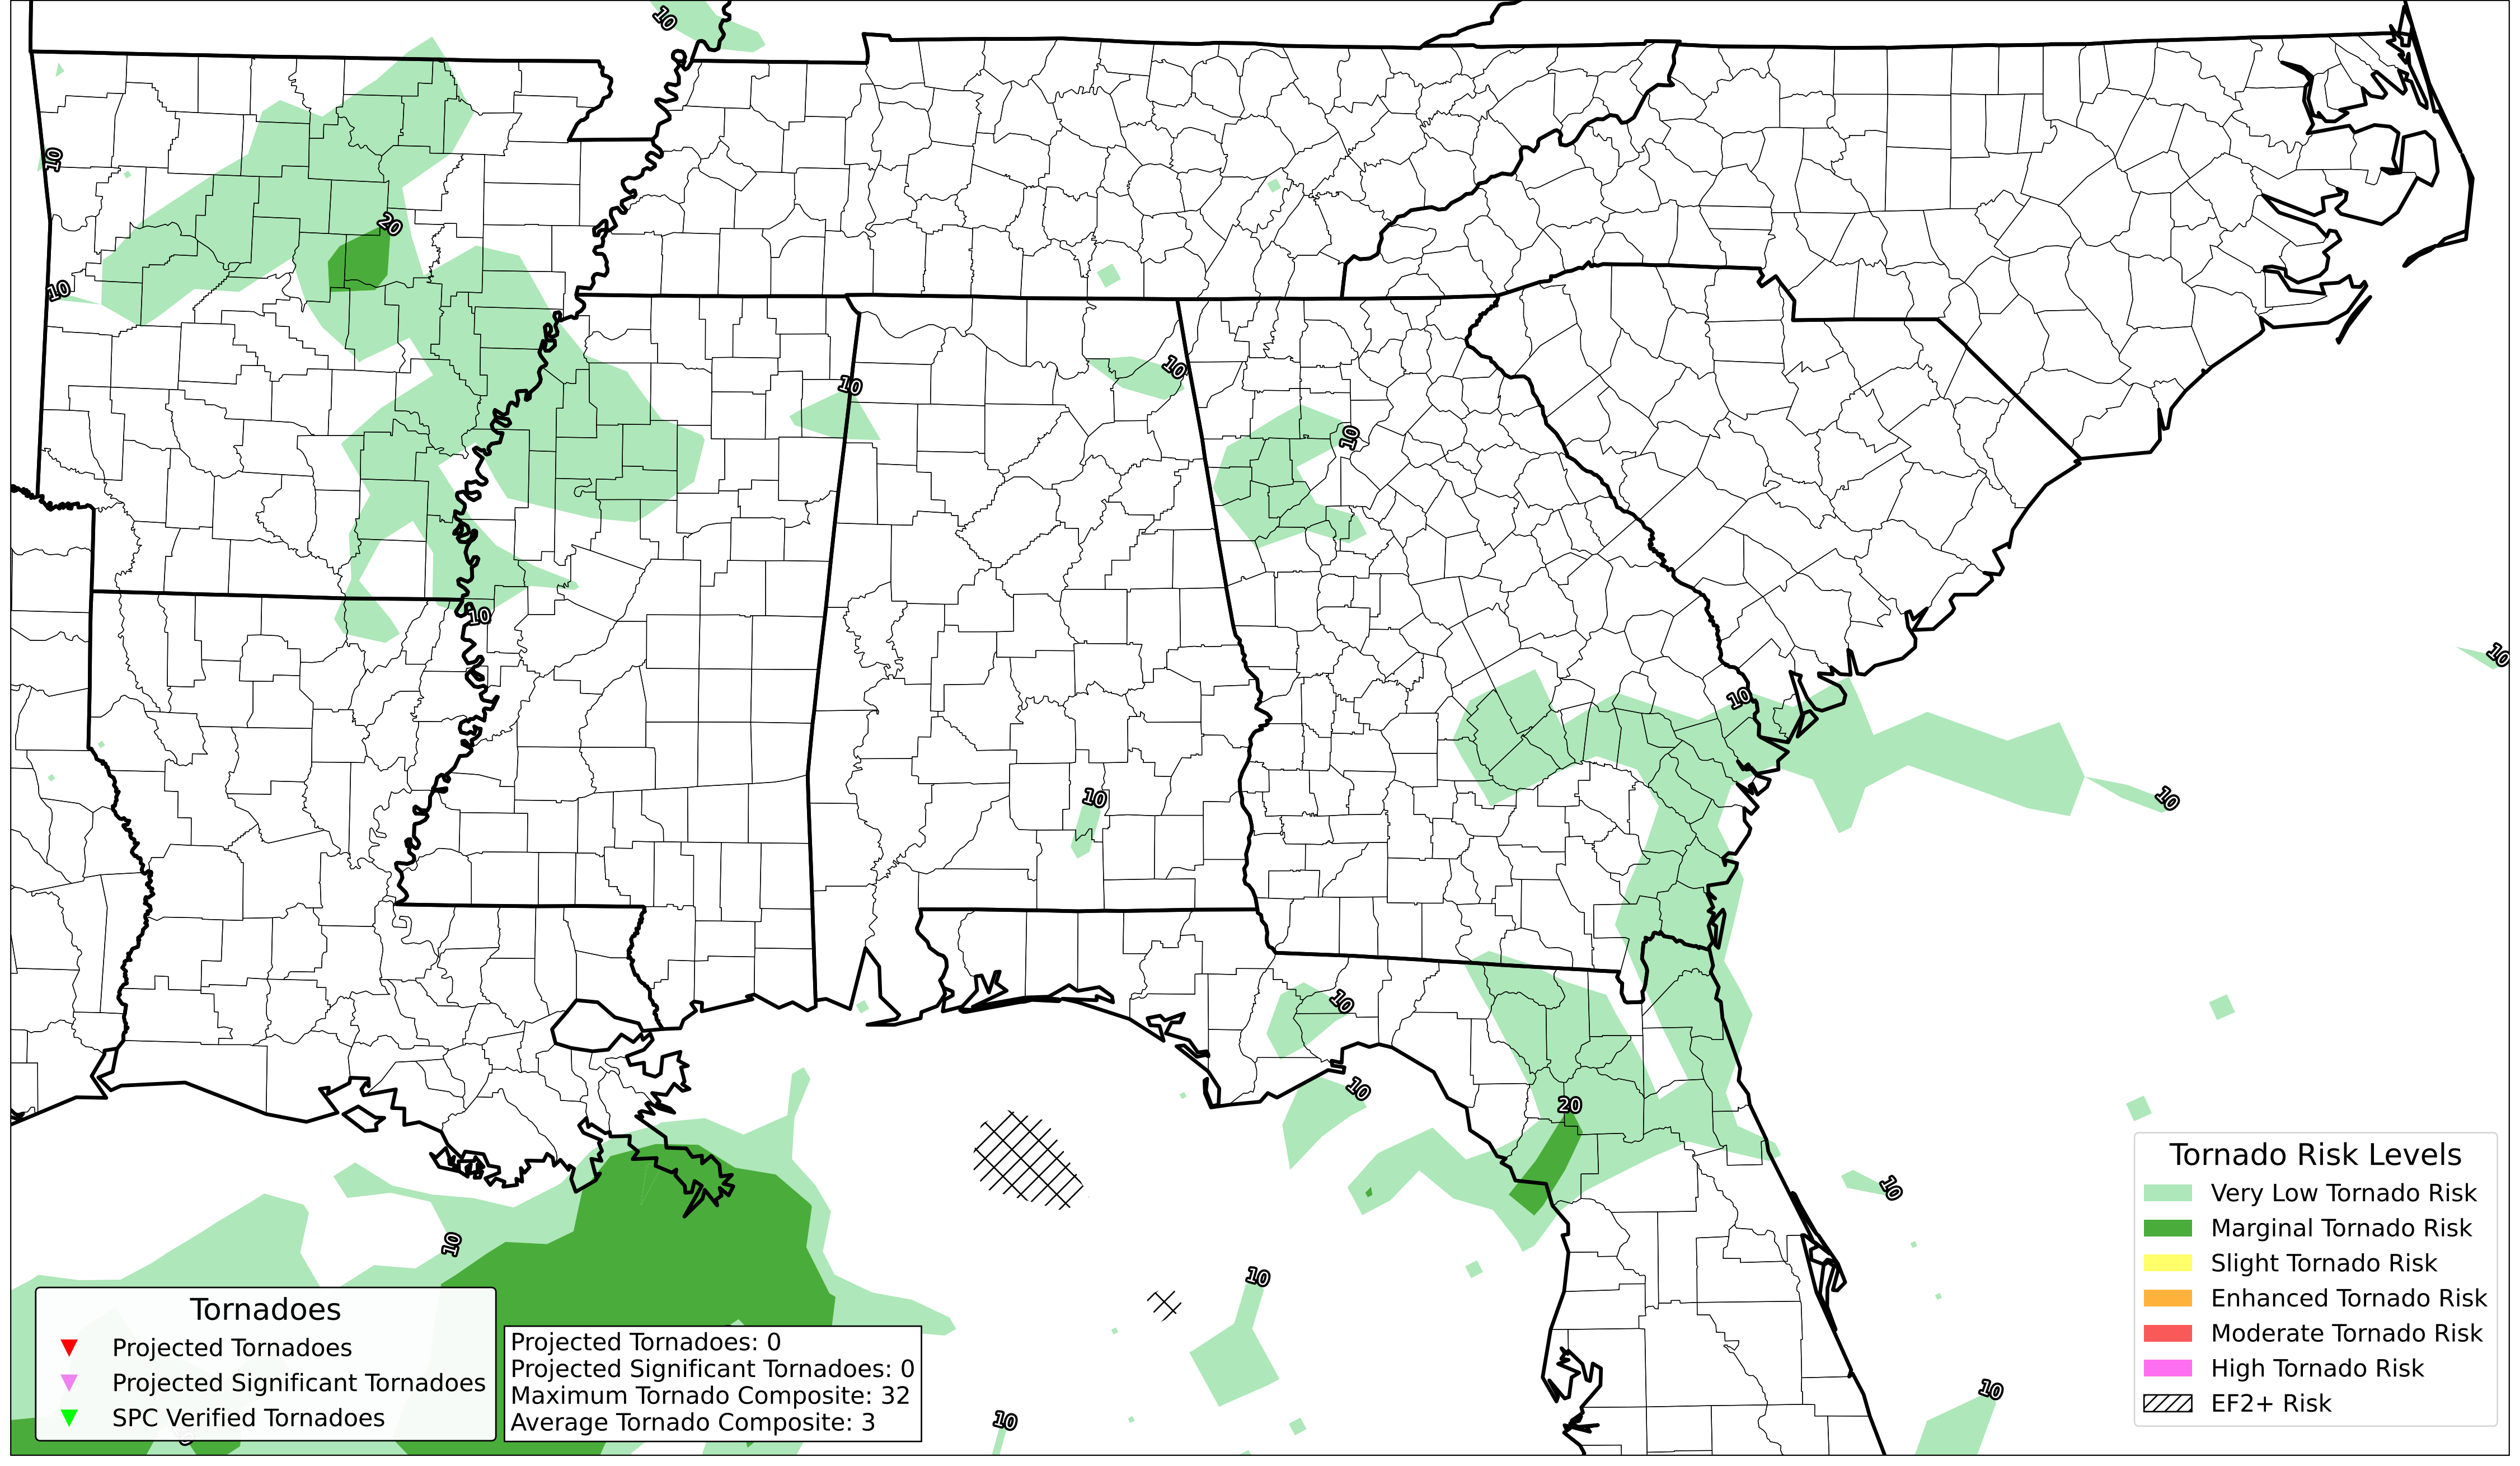 10
10
20
10
10
10
10
10
10
10
10
10
10
10
20
10
10
10
10
10
Tornado Risk Levels
Very Low Tornado Risk
Marginal Tornado Risk
Slight Tornado Risk
Enhanced Tornado Risk
Moderate Tornado Risk
High Tornado Risk
EF2+ Risk
Tornadoes
Projected Tornadoes
Projected Significant Tornadoes
SPC Verified Tornadoes
Projected Tornadoes: 0
Projected Significant Tornadoes: 0
Maximum Tornado Composite: 32
Average Tornado Composite: 3